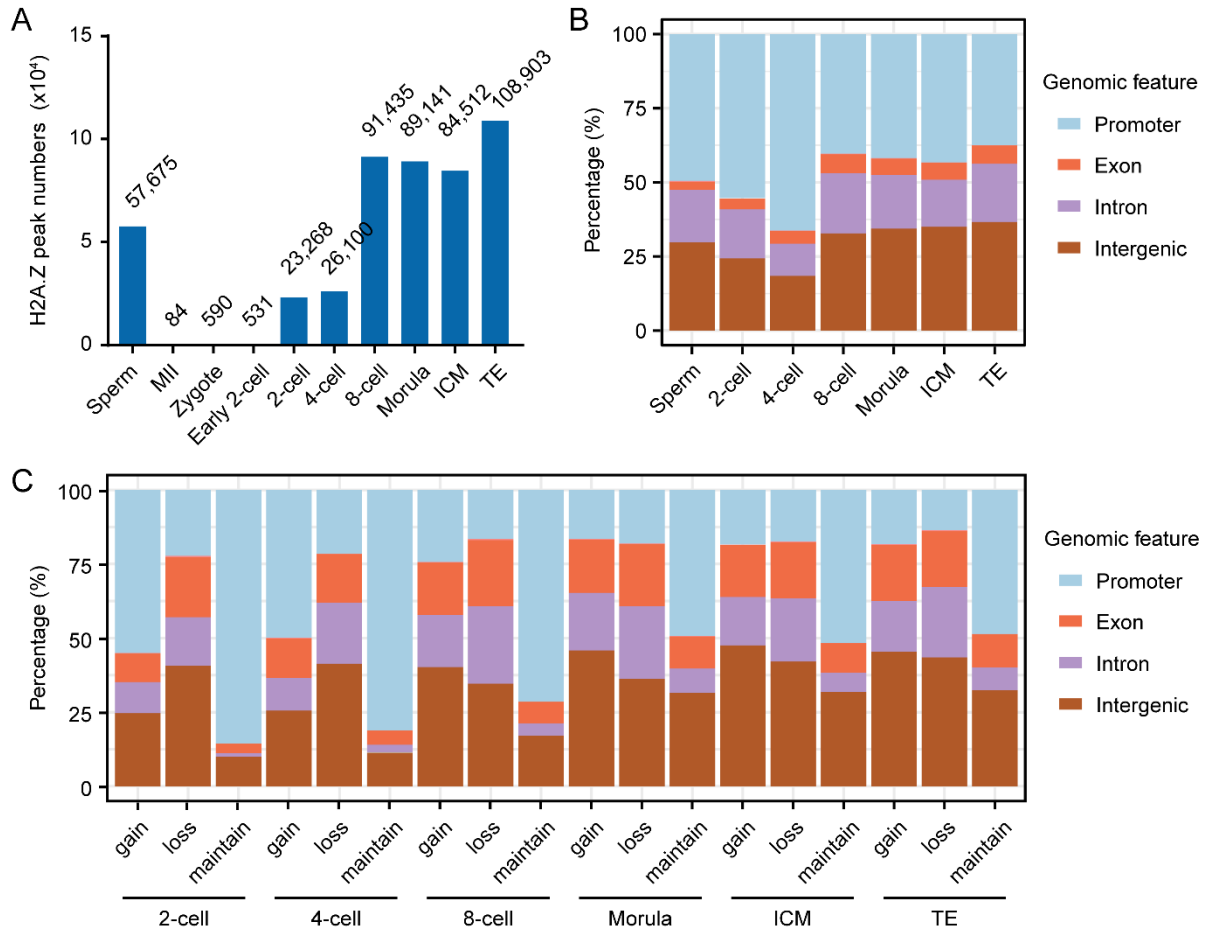 A
H2A.Z peak numbers (x10⁴)
15
10
5
0
57,675
84
590
531
23,268
26,100
91,435
89,141
84,512
108,903
Sperm
MII
Zygote
Early 2-cell
2-cell
4-cell
8-cell
Morula
ICM
TE
B
Percentage (%)
100
75
50
25
0
Sperm
2-cell
4-cell
8-cell
Morula
ICM
TE
Genomic feature
Promoter
Exon
Intron
Intergenic
C
Percentage (%)
100
75
50
25
0
gain
loss
maintain
gain
loss
maintain
gain
loss
maintain
gain
loss
maintain
gain
loss
maintain
gain
loss
maintain
2-cell
4-cell
8-cell
Morula
ICM
TE
Genomic feature
Promoter
Exon
Intron
Intergenic